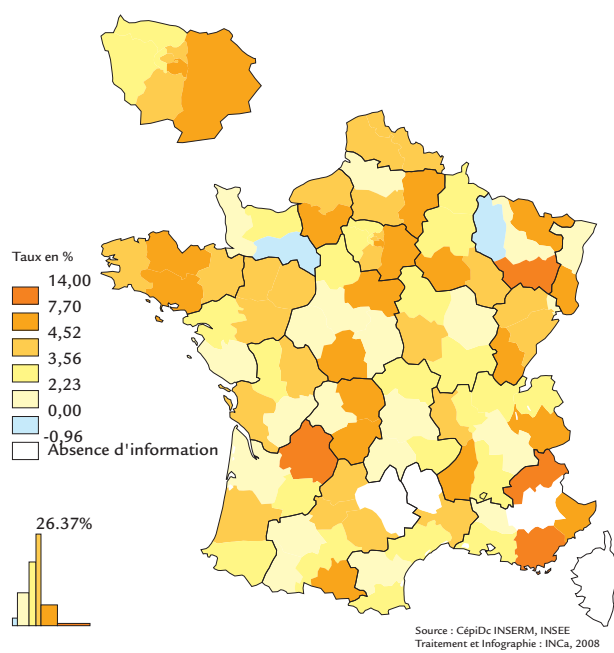 Taux en %
14,00
7,70
4,52
3,56
2,23
0,00
-0,96
Absence d'information
26.37%
Source : CépiDc INSERM, INSEE
Traitement et Infographie : INCa, 2008